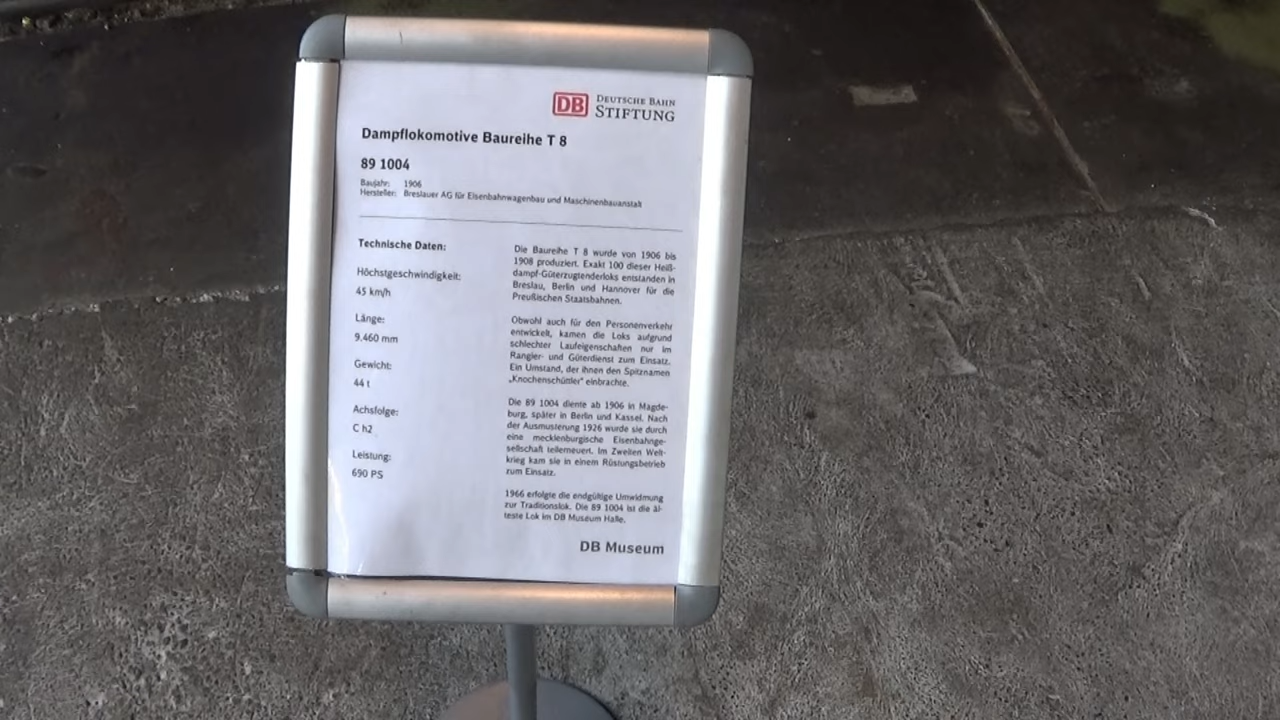 DB DEUTSCHE BAHN
STIFTUNG
Dampflokomotive Baureihe T 8
89 1004
Baujahr: 1906
Hersteller: Breslauer AG für Eisenbahnwagenbau und Maschinenbauanstalt
Technische Daten:
Höchstgeschwindigkeit:
45 km/h
Länge:
9.460 mm
Gewicht:
44 t
Achsfolge:
C h2
Leistung:
690 PS
Die Baureihe T 8 wurde von 1906 bis
1908 produziert. Exakt 100 dieser Heiß-
dampf-Güterzugtenderloks entstanden in
Breslau, Berlin und Hannover für die
Preußischen Staatsbahnen.
Obwohl auch für den Personenverkehr
entwickelt, kamen die Loks aufgrund
schlechter Laufeigenschaften nur im
Rangier- und Güterdienst zum Einsatz.
Ein Umstand, der ihnen den Spitznamen
„Knochenschüttler" einbrachte.
Die 89 1004 diente ab 1906 in Magde-
burg, später in Berlin und Kassel. Nach
der Ausmusterung 1926 wurde sie durch
eine mecklenburgische Eisenbahnge-
sellschaft teilerneuert. Im Zweiten Welt-
krieg kam sie in einem Rüstungsbetrieb
zum Einsatz.
1966 erfolgte die endgültige Umwidmung
zur Traditionslok. Die 89 1004 ist die äl-
teste Lok im DB Museum Halle.
DB Museum